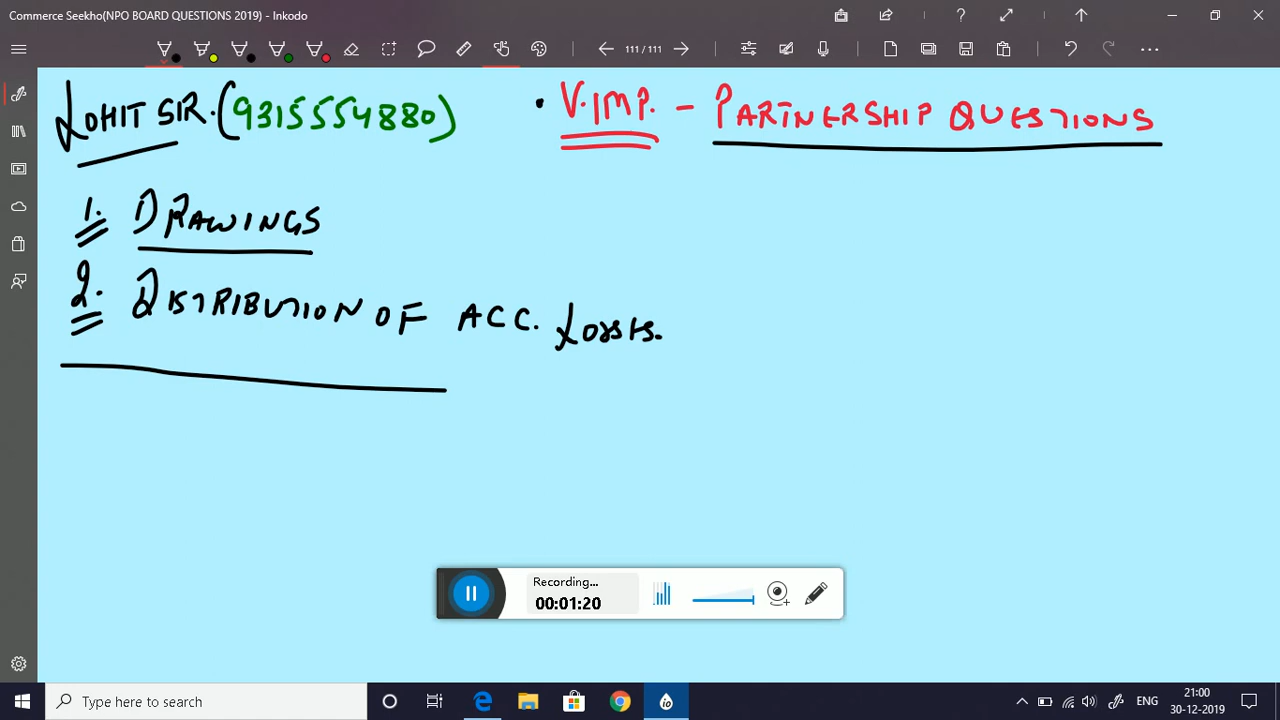 Commerce Seekho(NPO BOARD QUESTIONS 2019) - Inkodo
111/111
LOHIT SIR. (9315554880)
• V. IMP. - PARTNERSHIP QUESTIONS
1. DRAWINGS
2. DISTRIBUTION OF ACC. LOSSES.
Recording...
00:01:20
Type here to search
ENG
21:00
30-12-2019